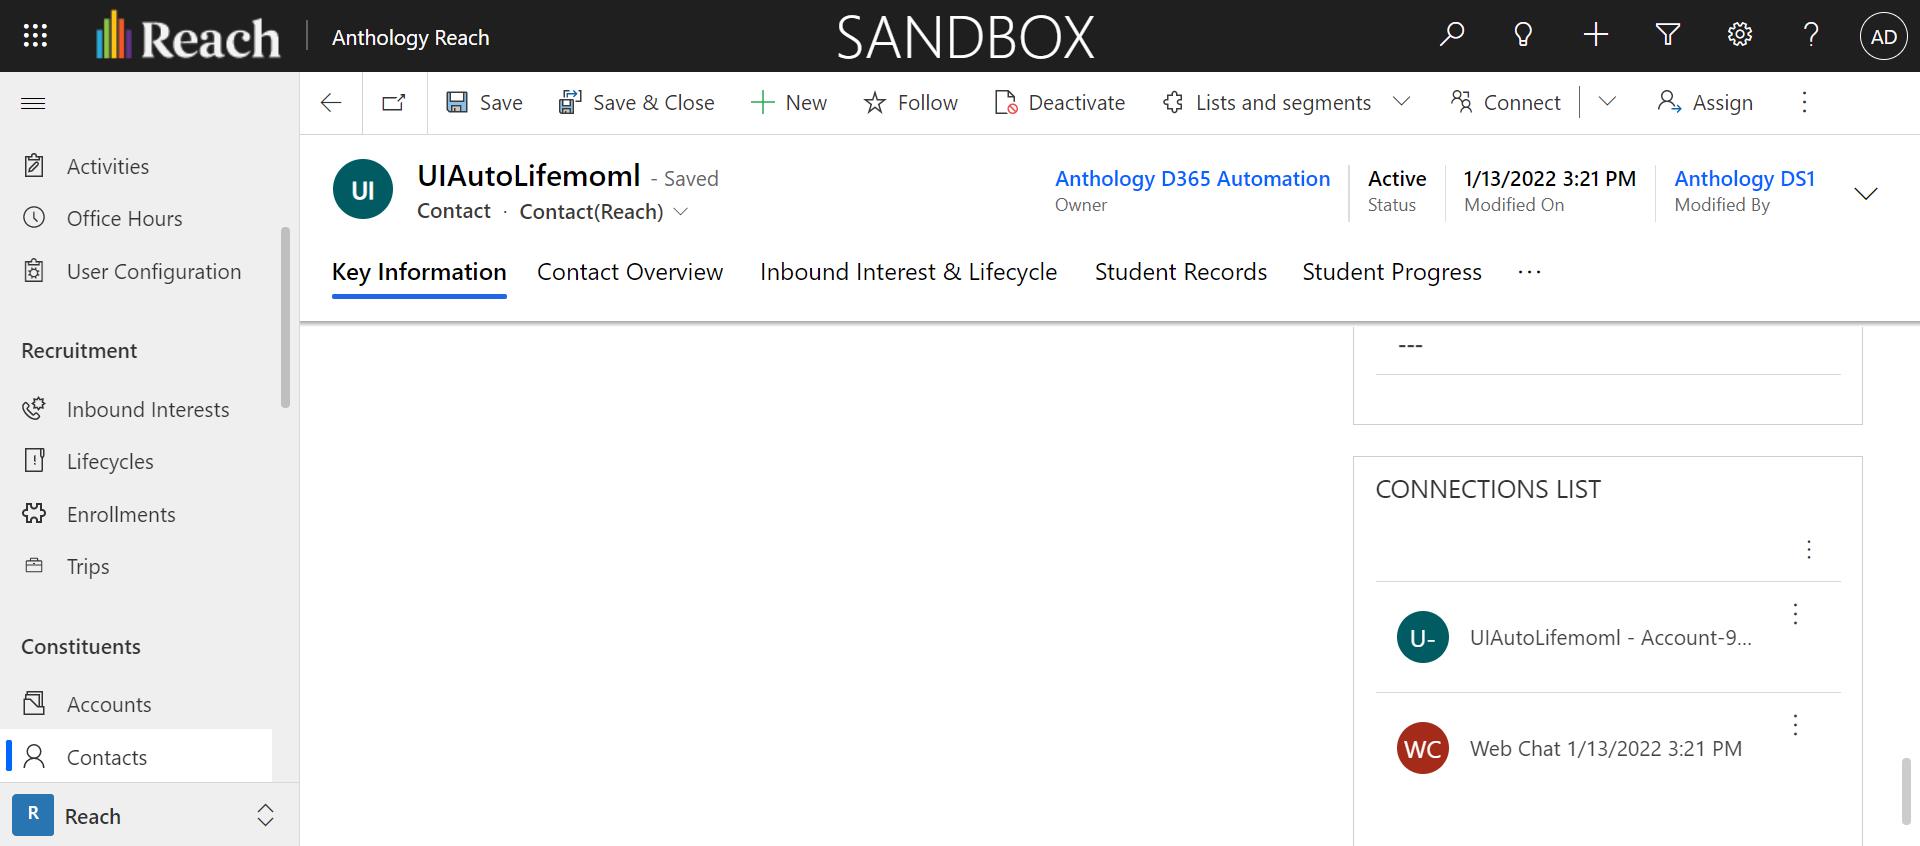 Reach
Anthology Reach
SANDBOX
AD
Save
Save & Close
New
Follow
Deactivate
Lists and segments
Connect
Assign
Activities
Office Hours
User Configuration
Recruitment
Inbound Interests
Lifecycles
Enrollments
Trips
Constituents
Accounts
Contacts
R
Reach
UI
UIAutoLifemoml - Saved
Contact · Contact(Reach)
Anthology D365 Automation
Owner
Active
Status
1/13/2022 3:21 PM
Modified On
Anthology DS1
Modified By
Key Information
Contact Overview
Inbound Interest & Lifecycle
Student Records
Student Progress
...
---
CONNECTIONS LIST
U-
UIAutoLifemoml - Account-9...
WC
Web Chat 1/13/2022 3:21 PM